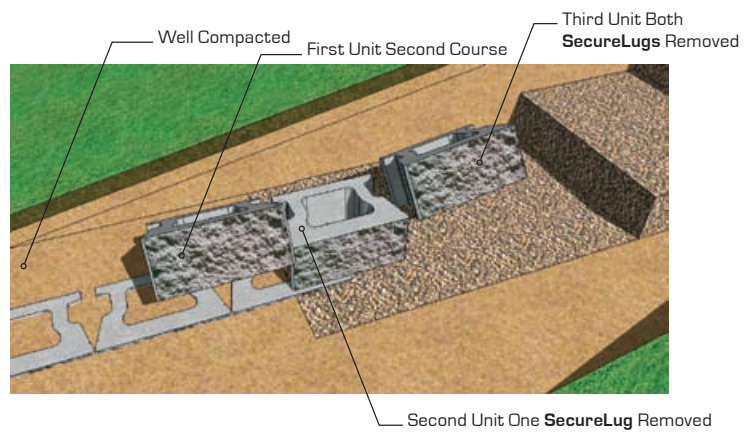 Third Unit Both
SecureLugs Removed
Well Compacted
First Unit Second Course
Second Unit One SecureLug Removed